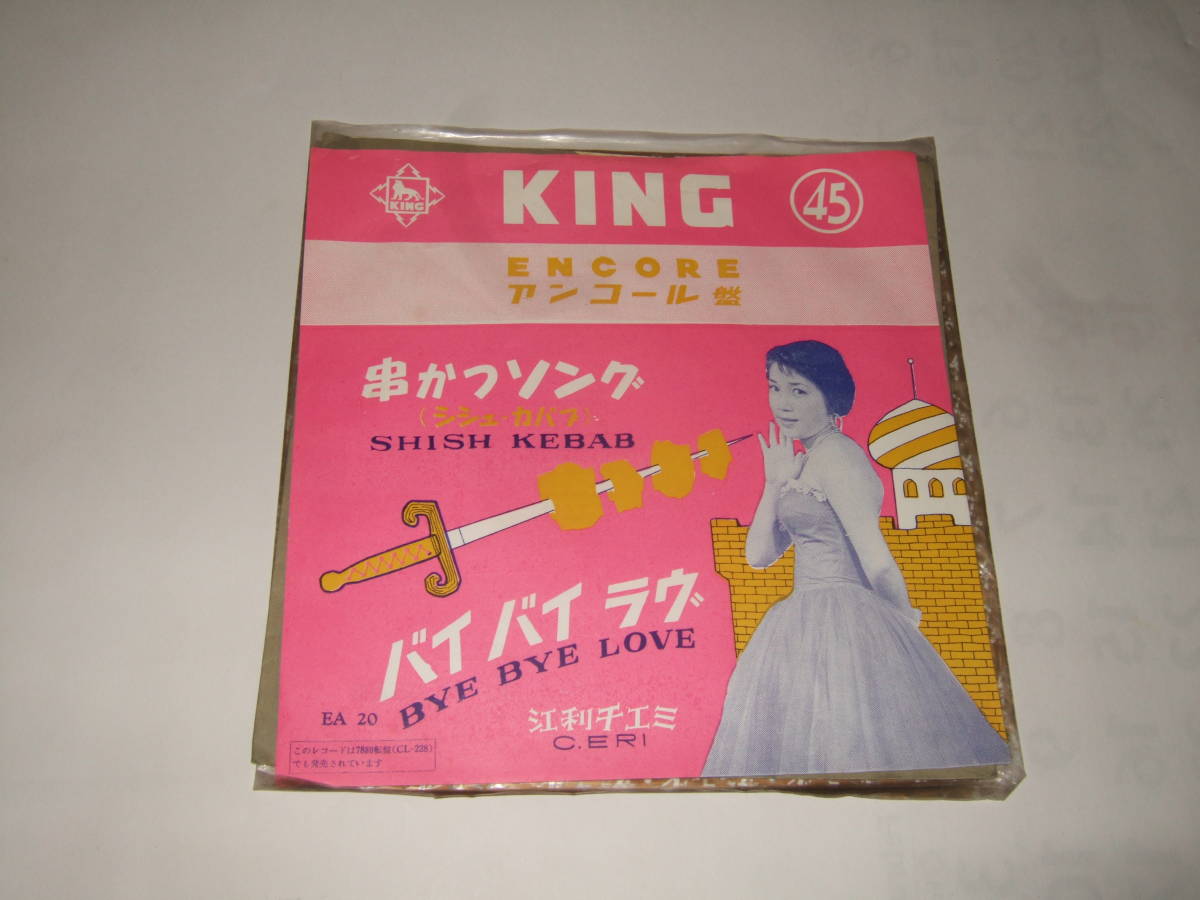 KING
KING
45
ENCORE
アンコール盤
串かつソング
(シシュ・カバブ)
SHISH KEBAB
バイ バイ ラヴ
BYE BYE LOVE
EA 20
江利チエミ
C.ERI
このレコードは78回転盤(CL-228)
でも発売されています